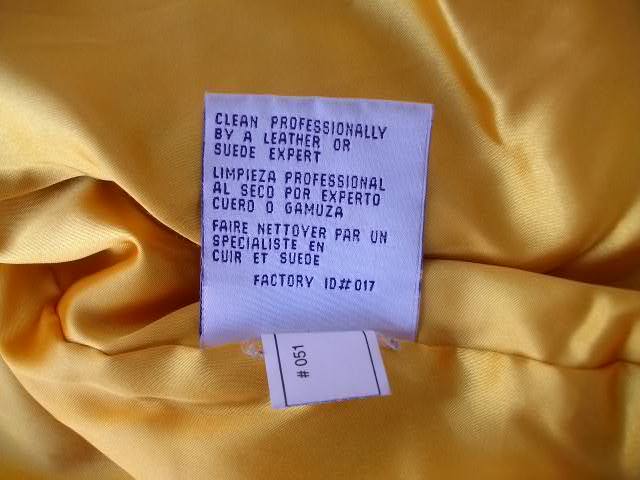 CLEAN PROFESSIONALLY
BY A LEATHER OR
SUEDE EXPERT
LIMPIEZA PROFESSIONAL
AL SECO POR EXPERTO
CUERO O GAMUZA
FAIRE NETTOYER PAR UN
SPECIALISTE EN
CUIR ET SUEDE
FACTORY ID#017
#051